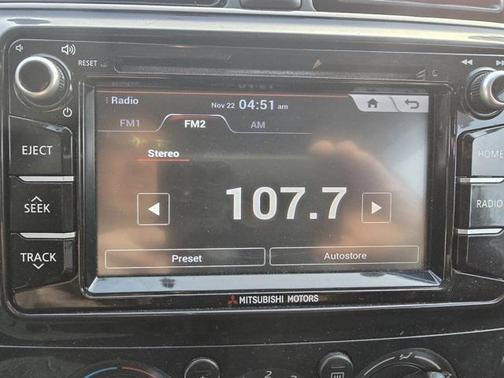 RESET
Radio
Nov 22 04:51 am
FM1 FM2 AM
Stereo
107.7
Preset
Autostore
EJECT
SEEK
TRACK
HOME
RADIO
MITSUBISHI MOTORS